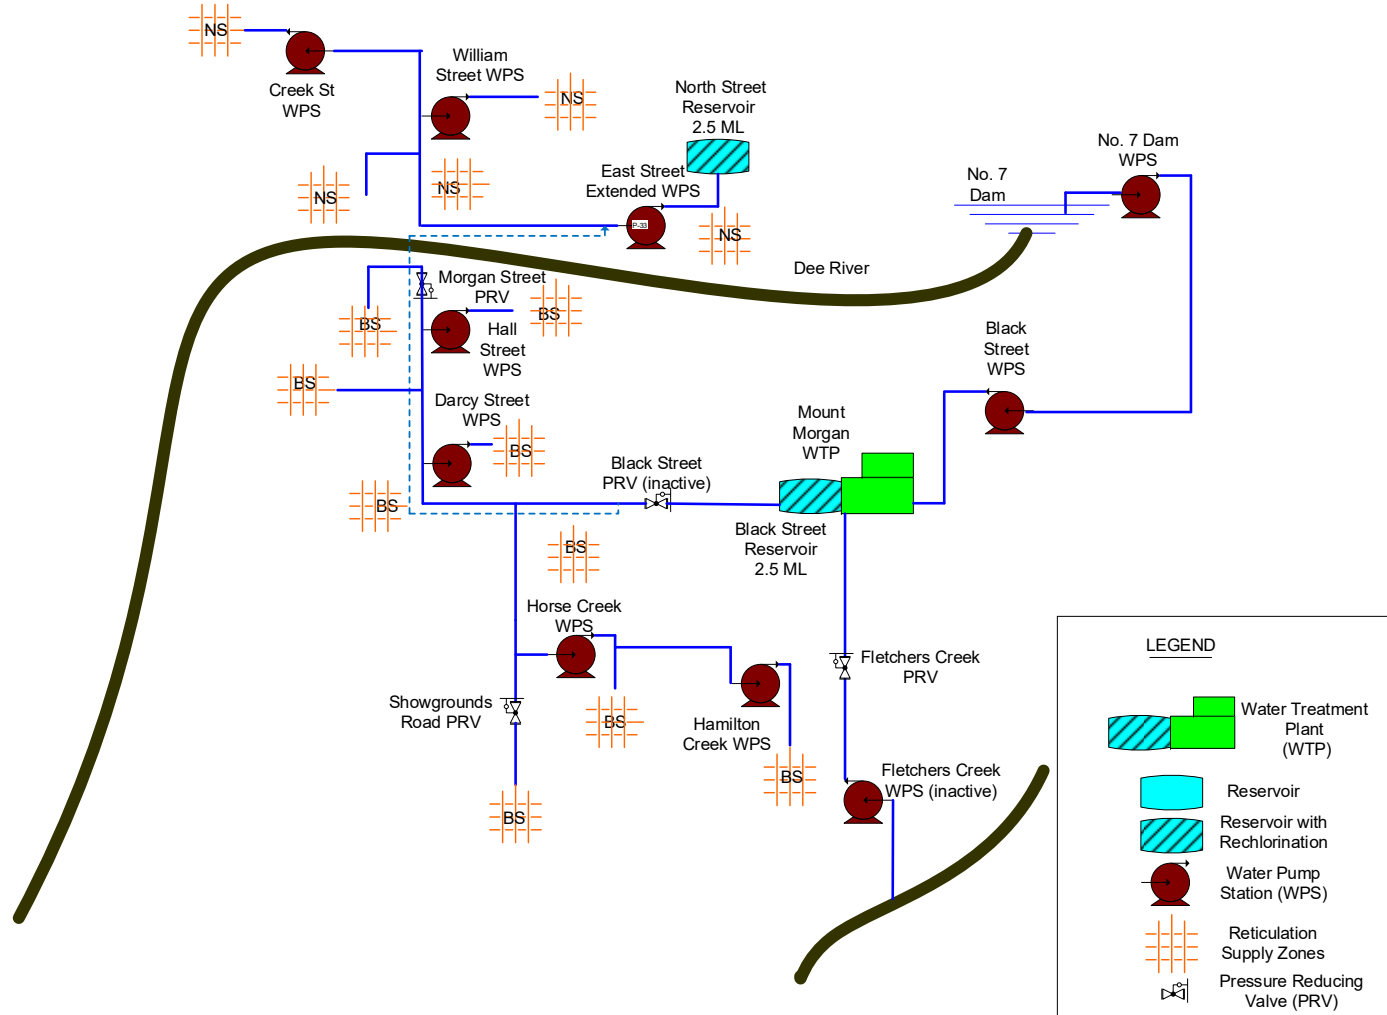 NS
Creek St
WPS
William
Street WPS
NS
North Street
Reservoir
2.5 ML
NS
NS
East Street
Extended WPS
P-33
NS
No. 7
Dam
No. 7 Dam
WPS
Dee River
Morgan Street
PRV
BS
BS
Hall
Street
WPS
BS
Darcy Street
WPS
BS
BS
Black
Street
WPS
Mount
Morgan
WTP
Black Street
PRV (inactive)
Black Street
Reservoir
2.5 ML
BS
Horse Creek
WPS
Showgrounds
Road PRV
BS
BS
Hamilton
Creek WPS
BS
Fletchers Creek
PRV
Fletchers Creek
WPS (inactive)
LEGEND
Water Treatment
Plant
(WTP)
Reservoir
Reservoir with
Rechlorination
Water Pump
Station (WPS)
Reticulation
Supply Zones
Pressure Reducing
Valve (PRV)